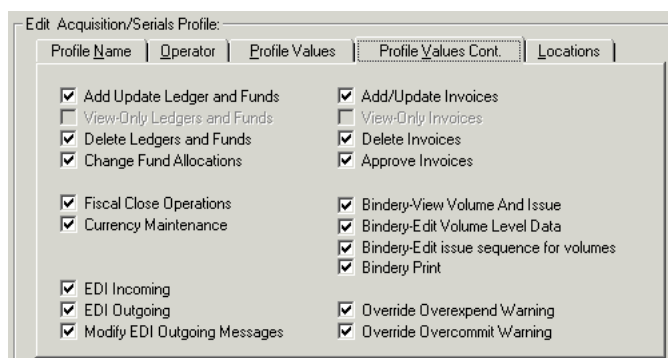 Edit Acquisition/Serials Profile:
Profile Name
Operator
Profile Values
Profile Values Cont.
Locations
Add Update Ledger and Funds
View-Only Ledgers and Funds
Delete Ledgers and Funds
Change Fund Allocations
Fiscal Close Operations
Currency Maintenance
EDI Incoming
EDI Outgoing
Modify EDI Outgoing Messages
Add/Update Invoices
View-Only Invoices
Delete Invoices
Approve Invoices
Bindery-View Volume And Issue
Bindery-Edit Volume Level Data
Bindery-Edit issue sequence for volumes
Bindery Print
Override Overexpend Warning
Override Overcommit Warning